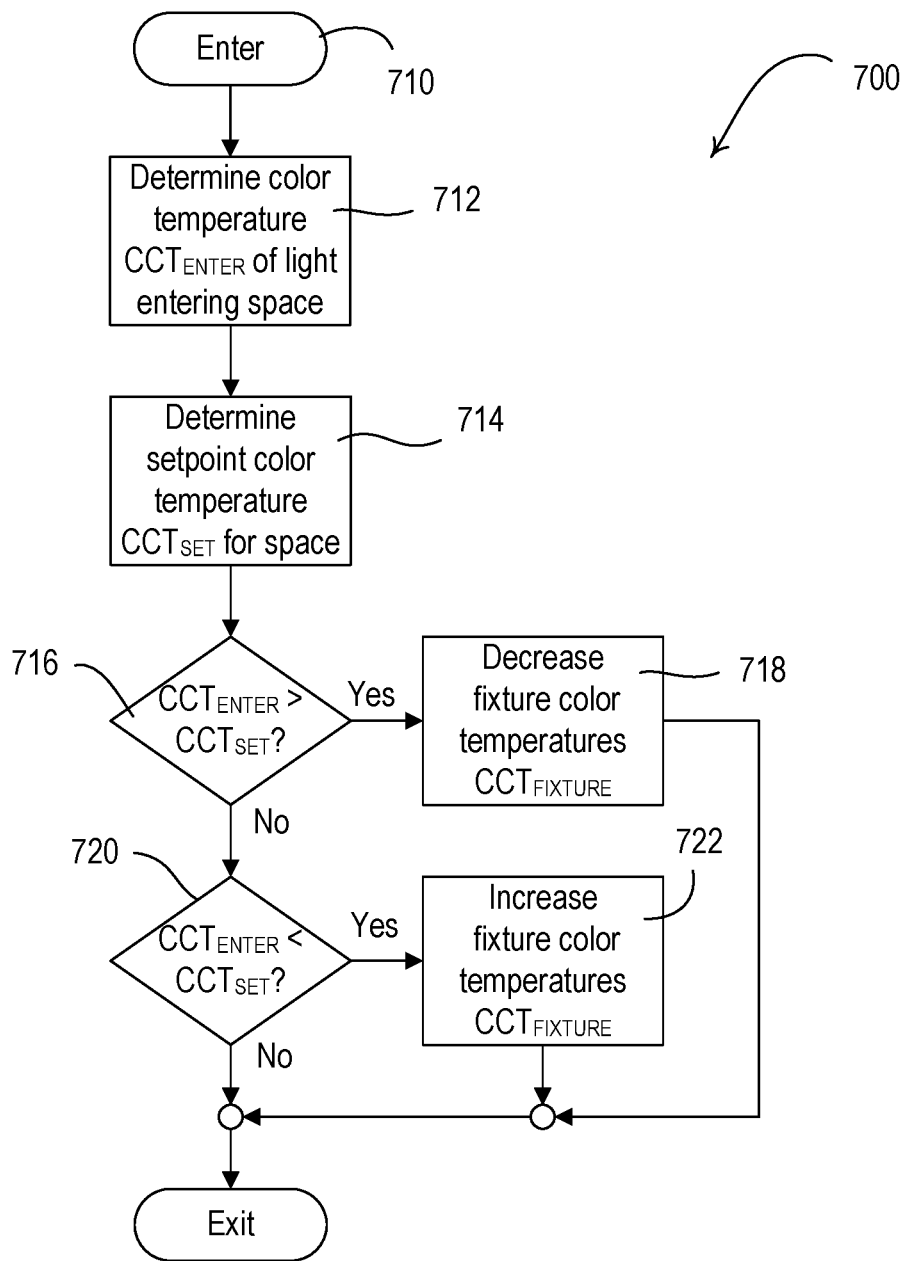 Enter
710
700
Determine color
temperature
CCTENTER of light
entering space
712
Determine
setpoint color
temperature
CCTSET for space
714
716
CCTENTER >
CCTSET?
Yes
No
Decrease
fixture color
temperatures
CCTFIXTURE
718
720
CCTENTER <
CCTSET?
Yes
No
Increase
fixture color
temperatures
CCTFIXTURE
722
Exit